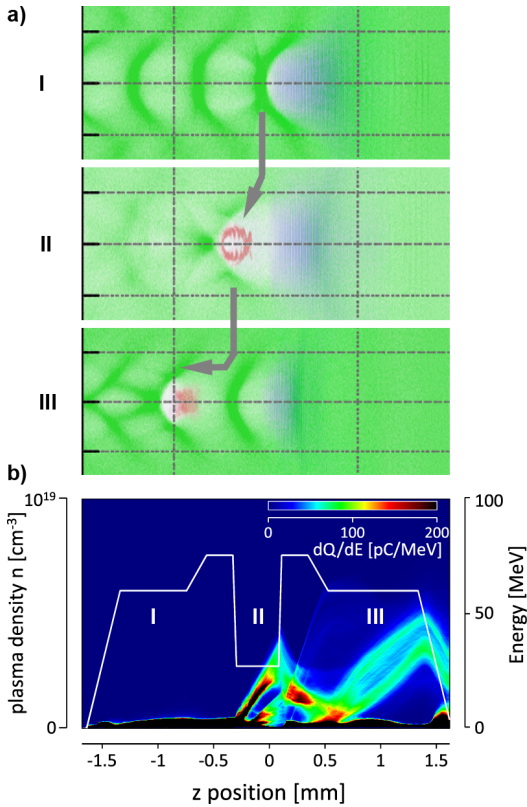 a)
I
II
III
b)
10¹⁹
100
0 100 200
dQ/dE [pC/MeV]
plasma density n [cm⁻³]
Energy [MeV]
I
II
III
50
0
0
-1.5 -1 -0.5 0 0.5 1 1.5
z position [mm]